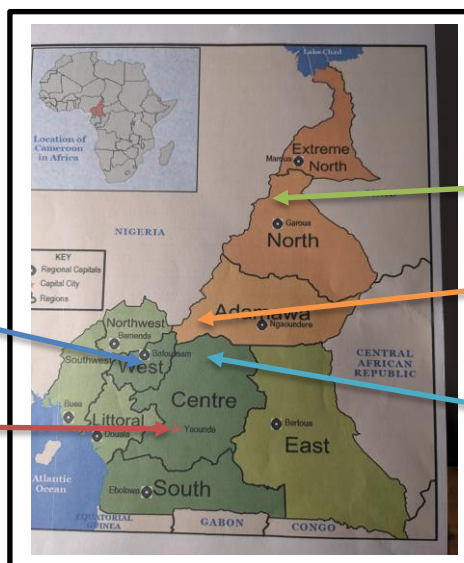 Lake Chad
Extreme
North
Maroua
Location of
Cameroon
in Africa
Garoua
North
NIGERIA
KEY
Regional Capitals
Capital City
Regions
Adamawa
Ngaoundere
Northwest
Bamenda
Bafoussam
Southwest
West
CENTRAL
AFRICAN
REPUBLIC
Centre
Buea
Littoral
Douala
Yaounde
Bertoua
East
Atlantic
Ocean
Ebolowa
South
EQUATORIAL
GUINEA
GABON
CONGO